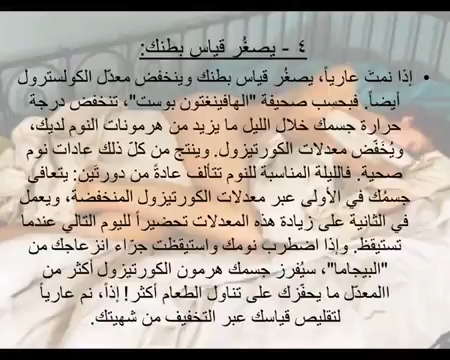 ٤ - يصغُر قياس بطنك:
• إذا نمتَ عارياً، يصغُر قياس بطنك وينخفض معدّل الكولسترول
أيضاً. فبحسب صحيفة "الهافينغتون بوست"، تنخفض درجة
حرارة جسمك خلال الليل ما يزيد من هرمونات النوم لديك،
ويُخَفّض معدلات الكورتيزول. وينتج من كلّ ذلك عادات نوم
صحية. فالليلة المناسبة للنوم تتألف عادةً من دورتَين: يتعافى
جسمُك في الأولى عبر معدلات الكورتيزول المنخفضة، ويعمل
في الثانية على زيادة هذه المعدلات تحضيراً لليوم التالي عندما
تستيقظ. وإذا اضطرب نومك واستيقظت جرّاء انزعاجك من
"البيجاما"، سيُفرز جسمك هرمون الكورتيزول أكثر من
االمعدّل ما يحفّزك على تناول الطعام أكثر! إذاً، نم عارياً
لتقليص قياسك عبر التخفيف من شهيتك.